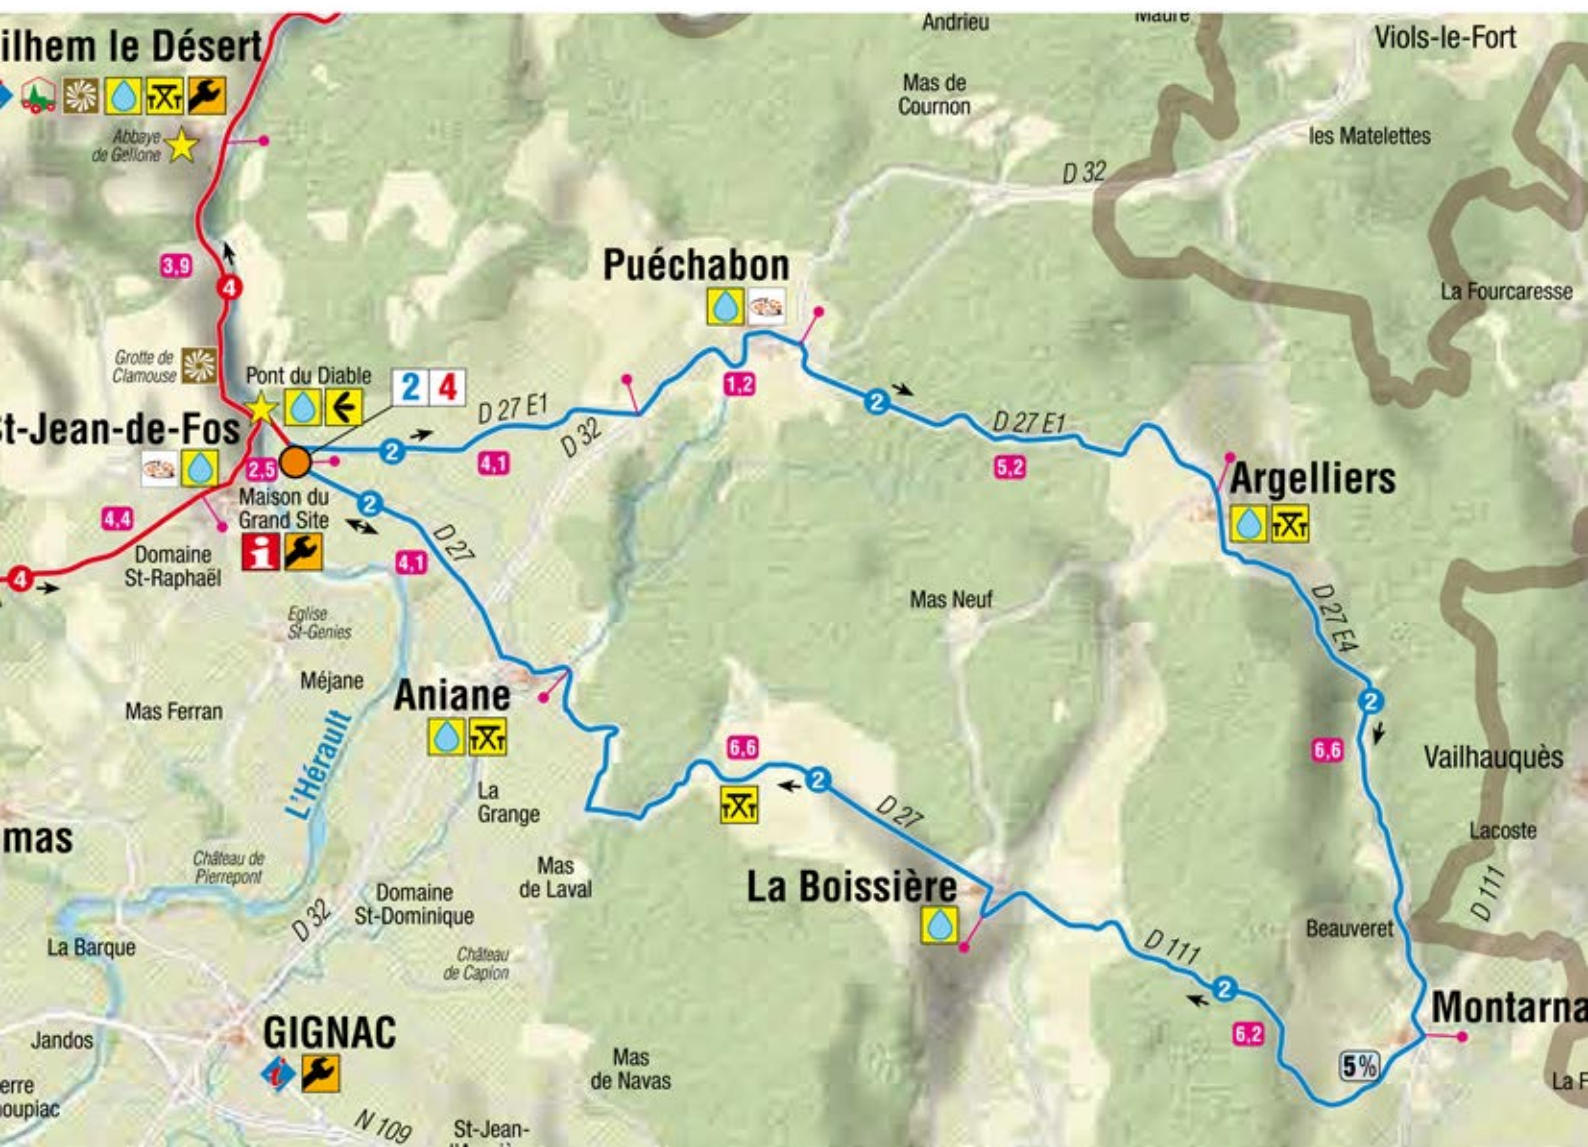 Andrieu
Viols-le-Fort
ilhem le Désert
Mas de
Cournon
Abbaye
de Gellone
les Matelettes
D 32
3,9
4
Puéchabon
La Fourcaresse
Grotte de
Clamouse
Pont du Diable
2 4
1,2
2
D 27 E1
D 27 E1
D 32
St-Jean-de-Fos
2
4,1
5,2
2,5
Argelliers
Maison du
Grand Site
2
4,4
i
D 27
4,1
Domaine
St-Raphaël
4
Mas Neuf
D 27 E4
Eglise
St-Genies
Méjane
Aniane
Mas Ferran
2
L'Hérault
6,6
6,6
Vailhauquès
2
La
Grange
D 27
mas
Lacoste
Château de
Pierrepont
Mas
de Laval
La Boissière
D 111
Domaine
St-Dominique
D 32
Beauveret
La Barque
D 111
Château
de Capion
2
Montarna
GIGNAC
6,2
Jandos
i
Mas
de Navas
5 %
La F
erre
oupiac
N 109
St-Jean-